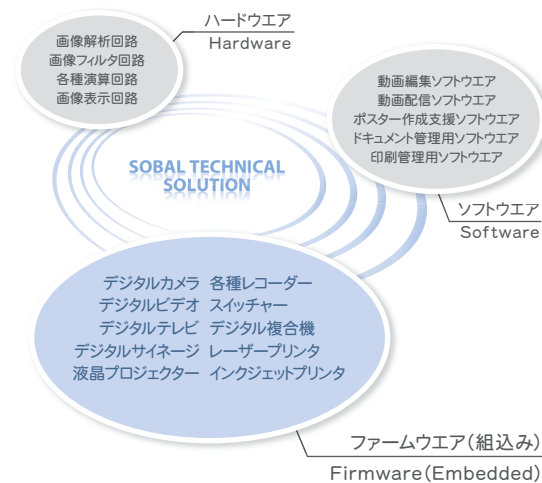 ハードウエア
Hardware
画像解析回路
画像フィルタ回路
各種演算回路
画像表示回路
動画編集ソフトウエア
動画配信ソフトウエア
ポスター作成支援ソフトウエア
ドキュメント管理用ソフトウエア
印刷管理用ソフトウエア
SOBAL TECHNICAL
SOLUTION
ソフトウエア
Software
デジタルカメラ 各種レコーダー
デジタルビデオ スイッチャー
デジタルテレビ デジタル複合機
デジタルサイネージ レーザープリンタ
液晶プロジェクター インクジェットプリンタ
ファームウエア(組込み)
Firmware(Embedded)